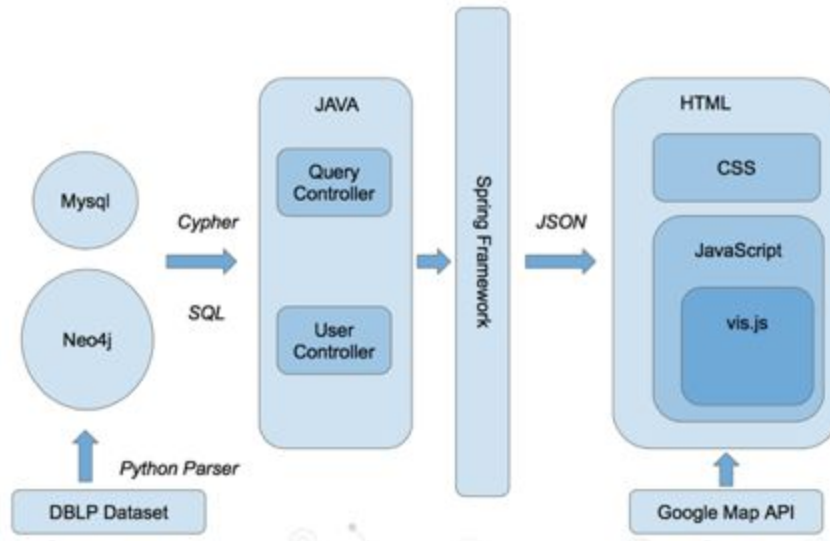 JAVA
HTML
Query
Controller
CSS
Mysql
Cypher
Spring Framework
JSON
JavaScript
SQL
User
Controller
vis.js
Neo4j
Python Parser
DBLP Dataset
Google Map API